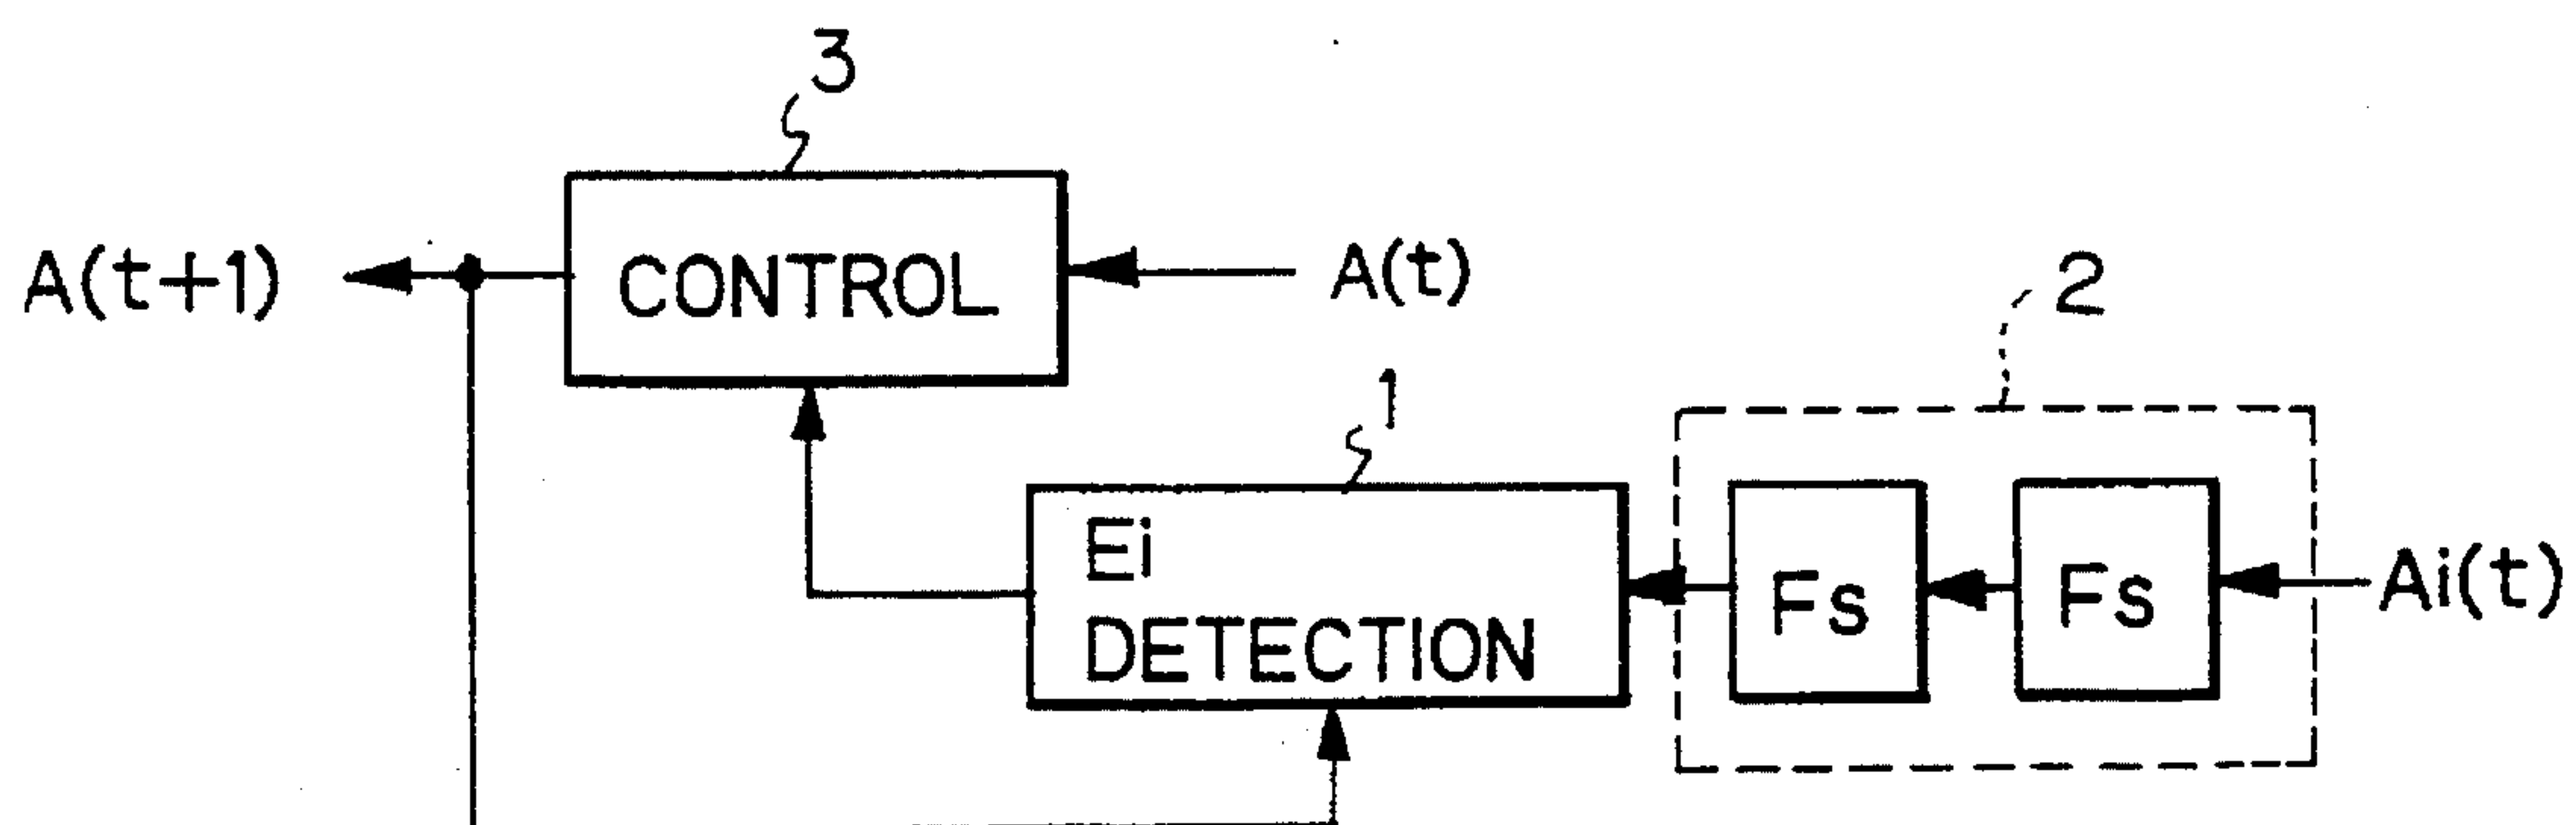 3
A(t+1)
CONTROL
A(t)
2
1
Ei
DETECTION
Fs
Fs
Ai(t)